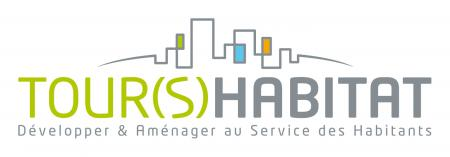 TOUR(S)HABITAT
Développer & Aménager au Service des Habitants